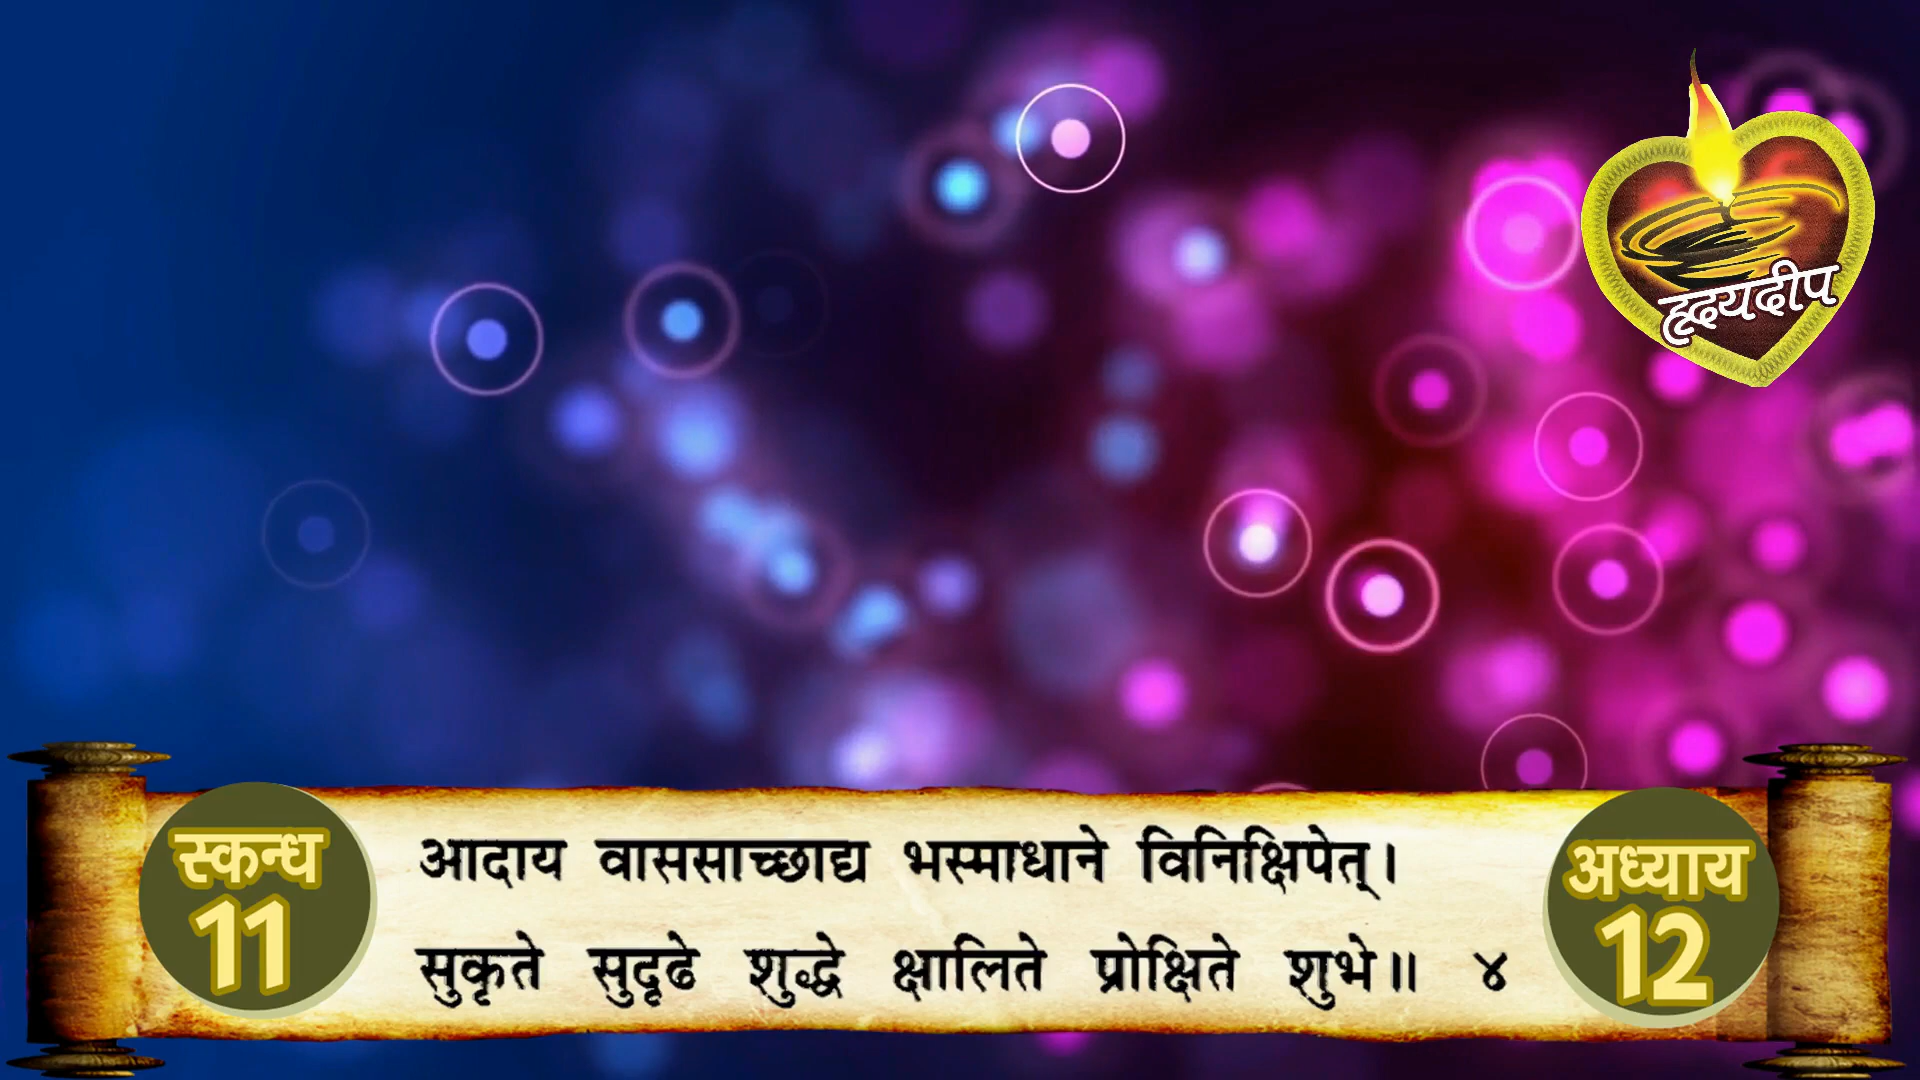 हृदयदीप
स्कन्ध
11
आदाय वाससाच्छाद्य भस्माधाने विनिक्षिपेत्।
सुकृते सुदृढे शुद्धे क्षालिते प्रोक्षिते शुभे॥ ४
अध्याय
12